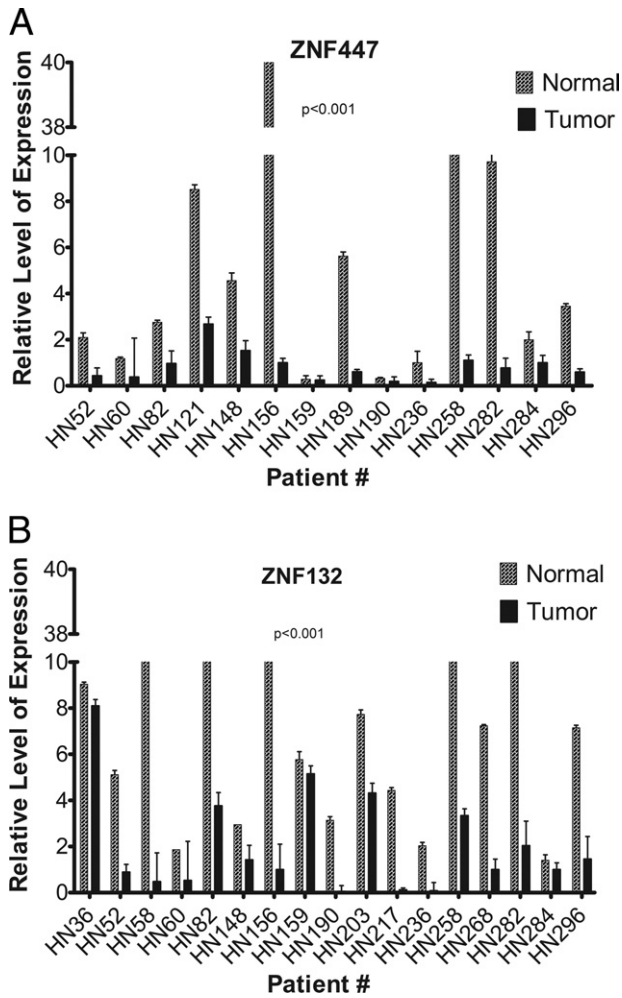 A
ZNF447
Normal
Tumor
p<0.001
Relative Level of Expression
40
38
10
8
6
4
2
0
HN52 HN60 HN82 HN121 HN148 HN156 HN159 HN189 HN190 HN236 HN258 HN282 HN284 HN296
Patient #
B
ZNF132
Normal
Tumor
p<0.001
Relative Level of Expression
40
38
10
8
6
4
2
0
HN36 HN52 HN58 HN60 HN82 HN148 HN156 HN159 HN190 HN203 HN217 HN236 HN258 HN268 HN282 HN284 HN296
Patient #